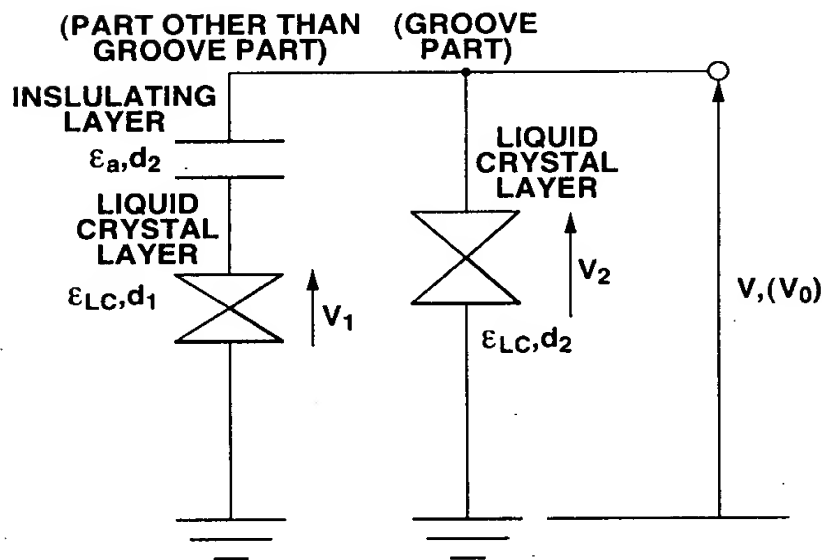 (PART OTHER THAN
GROOVE PART)
(GROOVE
PART)
INSLULATING
LAYER
εa,d2
LIQUID
CRYSTAL
LAYER
εLC,d1
V1
LIQUID
CRYSTAL
LAYER
V2
εLC,d2
V,(V0)